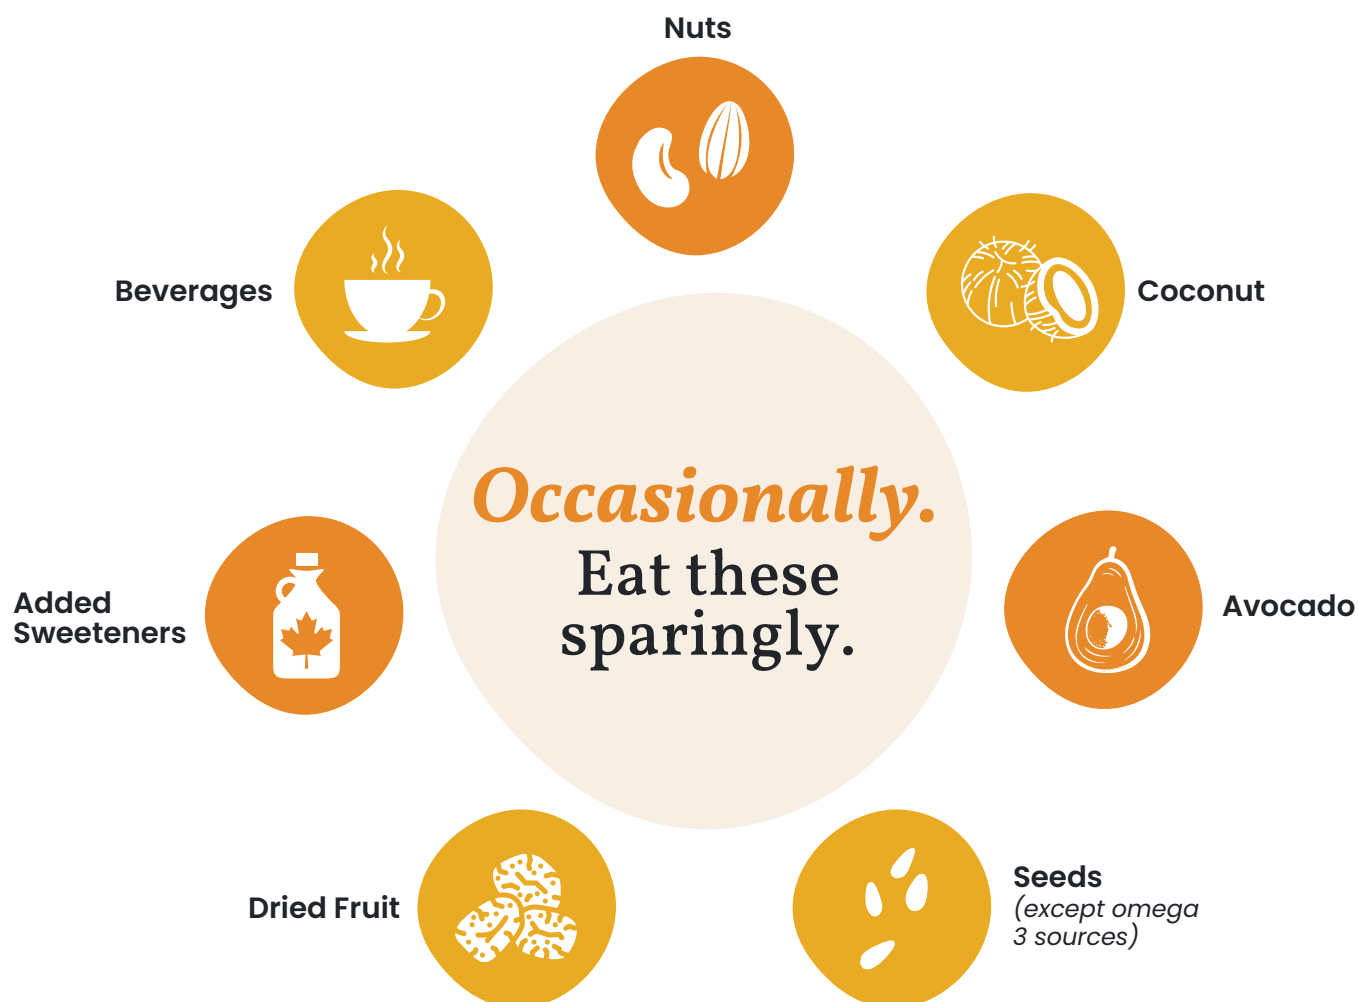 Nuts
Beverages
Coconut
Occasionally.
Eat these
sparingly.
Added
Sweeteners
Avocado
Dried Fruit
Seeds
(except omega
3 sources)